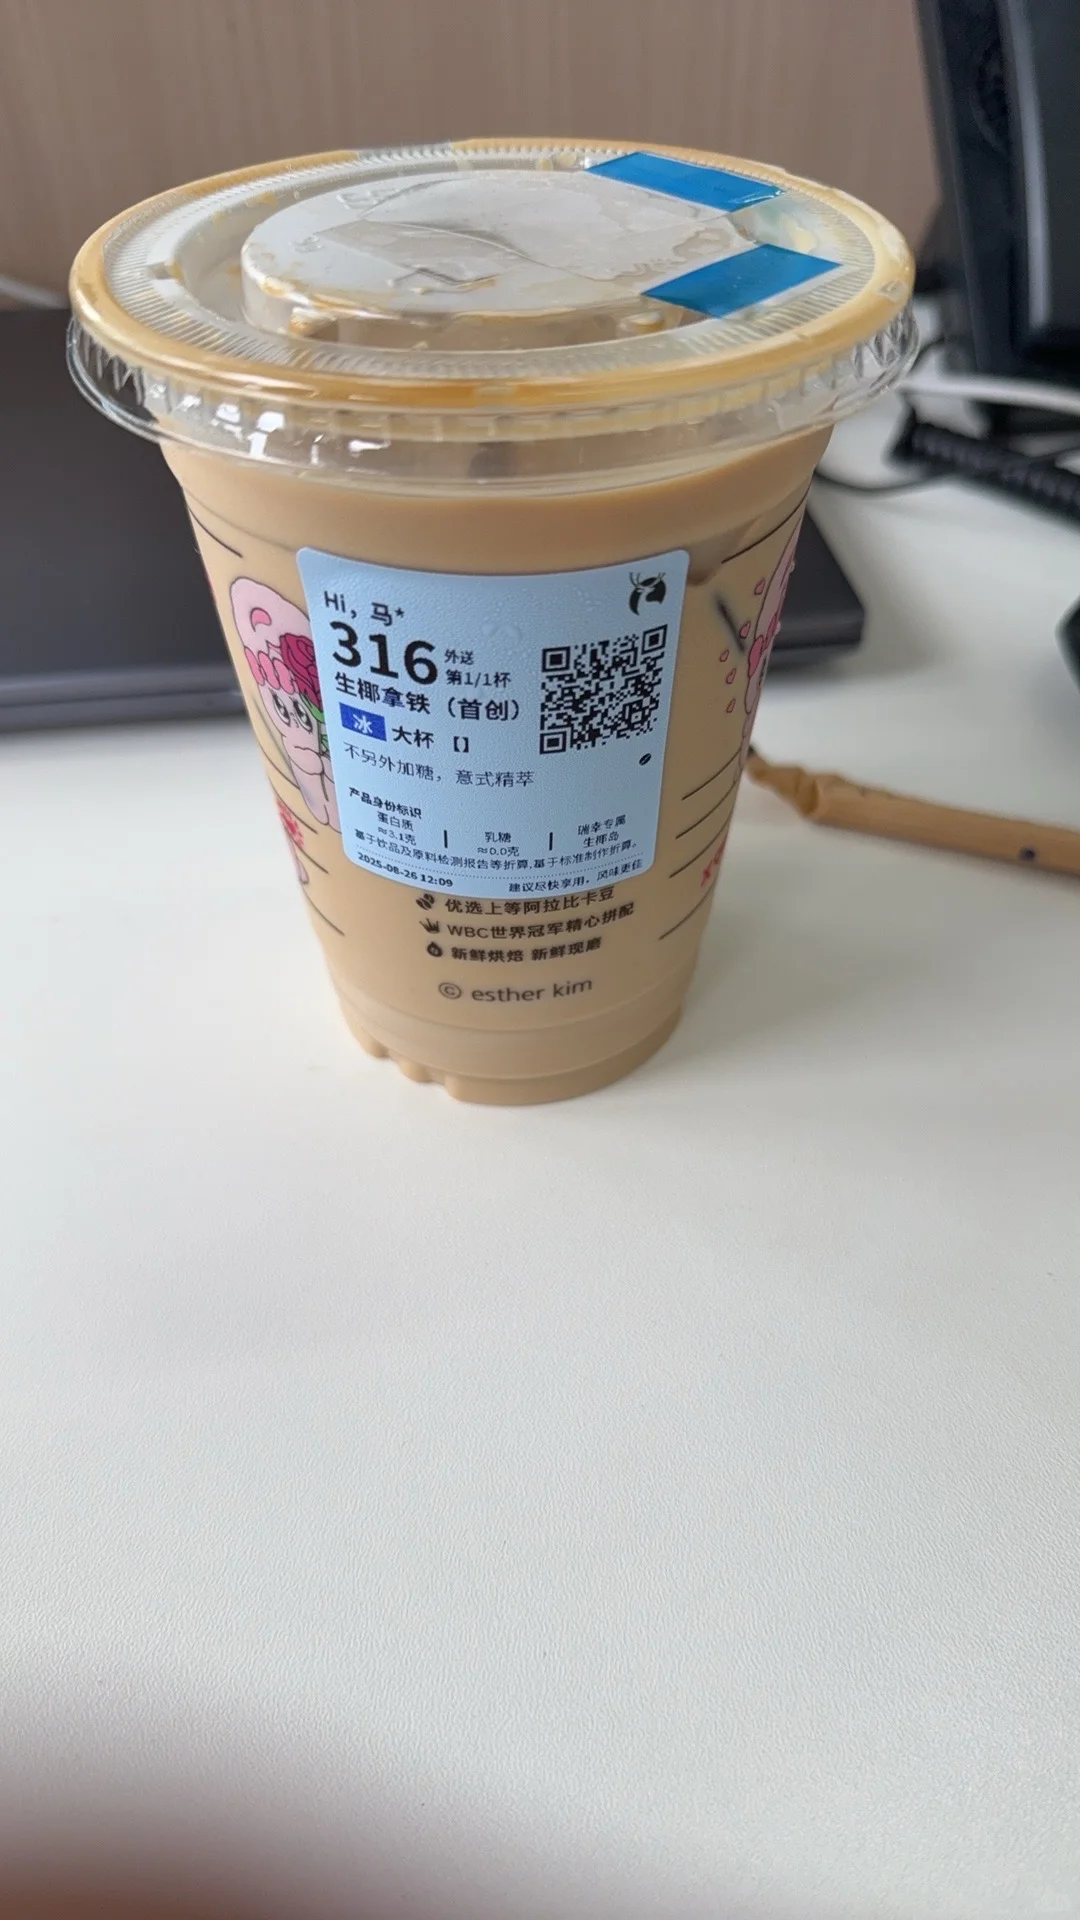 Hi，马*
316 外送
第1/1杯
生椰拿铁（首创）
冰 大杯 【】
不另外加糖，意式精萃
产品身份标识
蛋白质 | 乳糖 | 瑞幸专属
≈3.1克 ≈0.0克 生椰岛
基于饮品及原料检测报告等折算,基于标准制作折算。
2025-08-26 12:09 建议尽快享用，风味更佳
优选上等阿拉比卡豆
WBC世界冠军精心拼配
新鲜烘焙 新鲜现磨
© esther kim